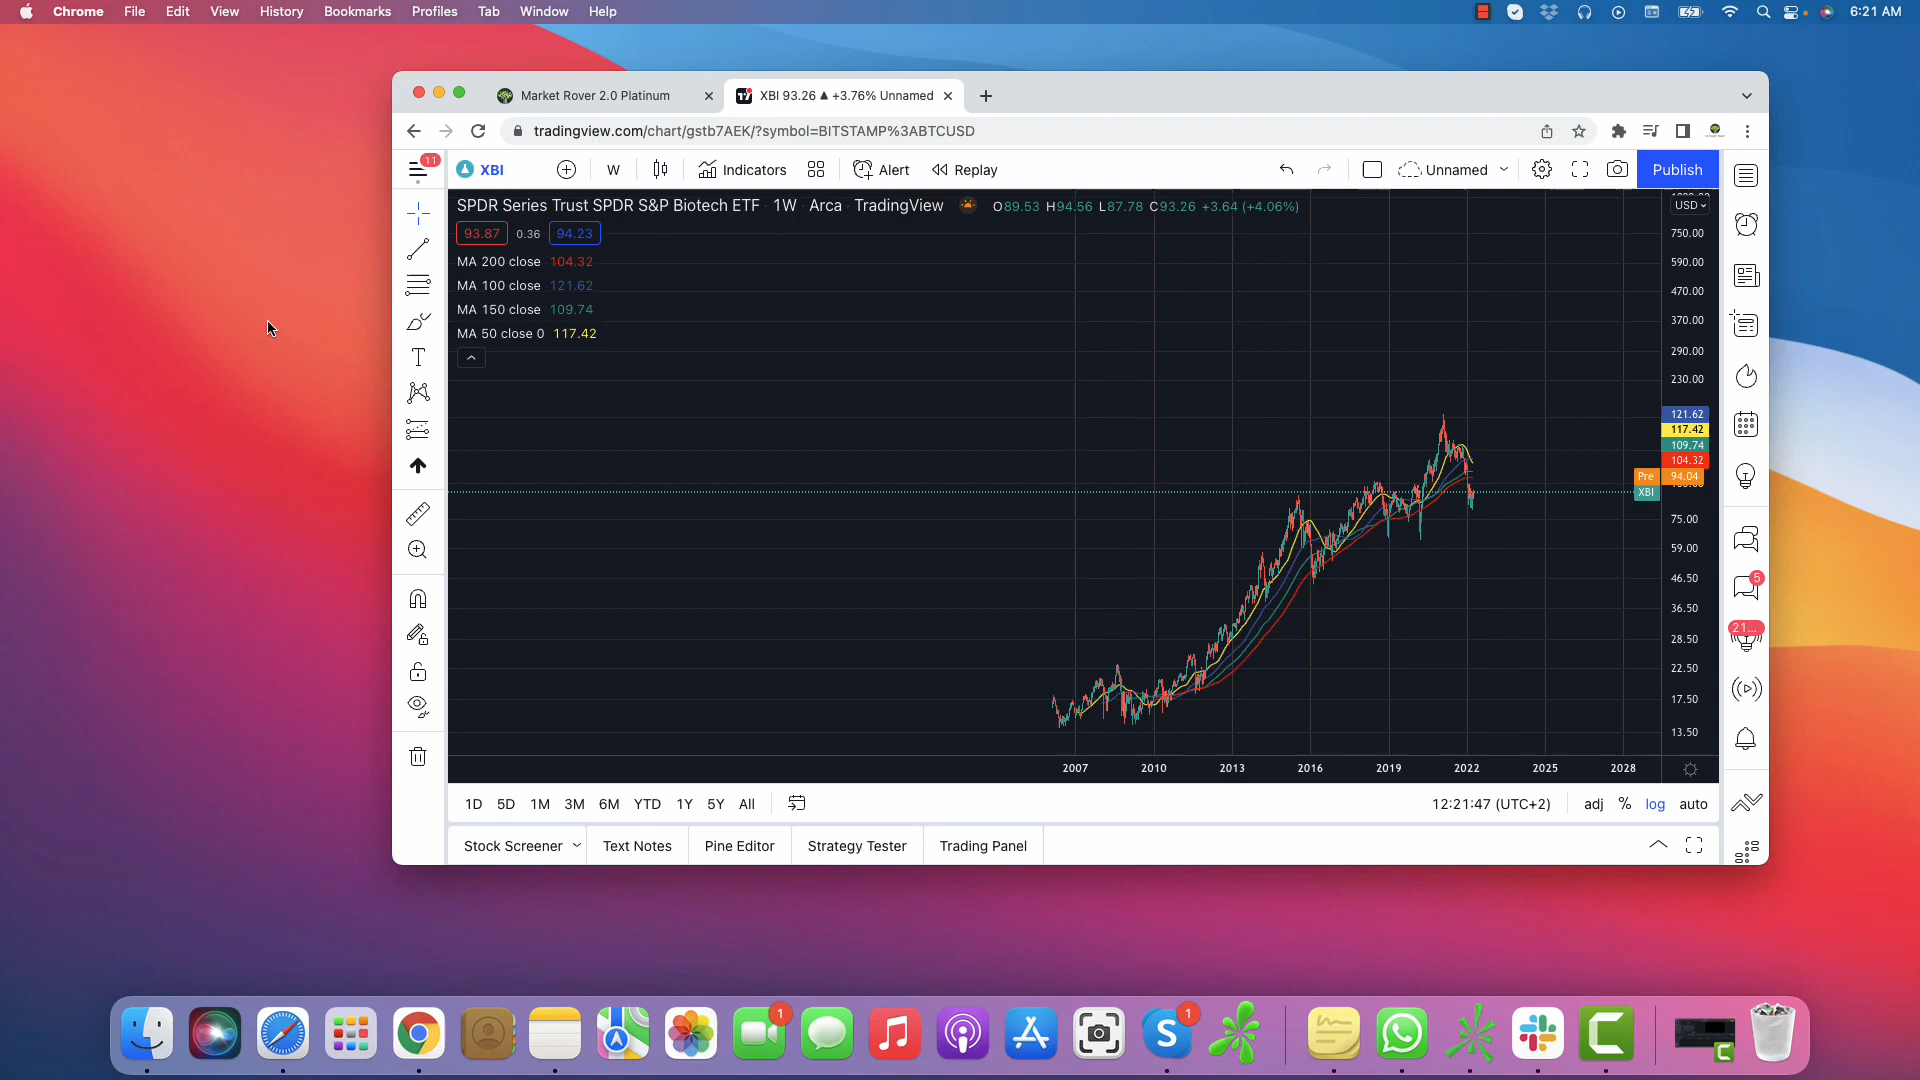 Chrome File Edit View History Bookmarks Profiles Tab Window Help 6:21 AM
Market Rover 2.0 Platinum XBI 93.26 ▲ +3.76% Unnamed
tradingview.com/chart/gstb7AEK/?symbol=BITSTAMP%3ABTCUSD
11 XBI W Indicators Alert Replay Unnamed Publish
SPDR Series Trust SPDR S&P Biotech ETF 1W Arca TradingView O89.53 H94.56 L87.78 C93.26 +3.64 (+4.06%)
USD
93.87 0.36 94.23
MA 200 close 104.32
MA 100 close 121.62
MA 150 close 109.74
MA 50 close 0 117.42
750.00
590.00
470.00
370.00
290.00
230.00
121.62
117.42
109.74
104.32
Pre 94.04
XBI
75.00
59.00
46.50
36.50
28.50
22.50
17.50
13.50
5
21...
2007 2010 2013 2016 2019 2022 2025 2028
1D 5D 1M 3M 6M YTD 1Y 5Y All 12:21:47 (UTC+2) adj % log auto
Stock Screener Text Notes Pine Editor Strategy Tester Trading Panel
1 1